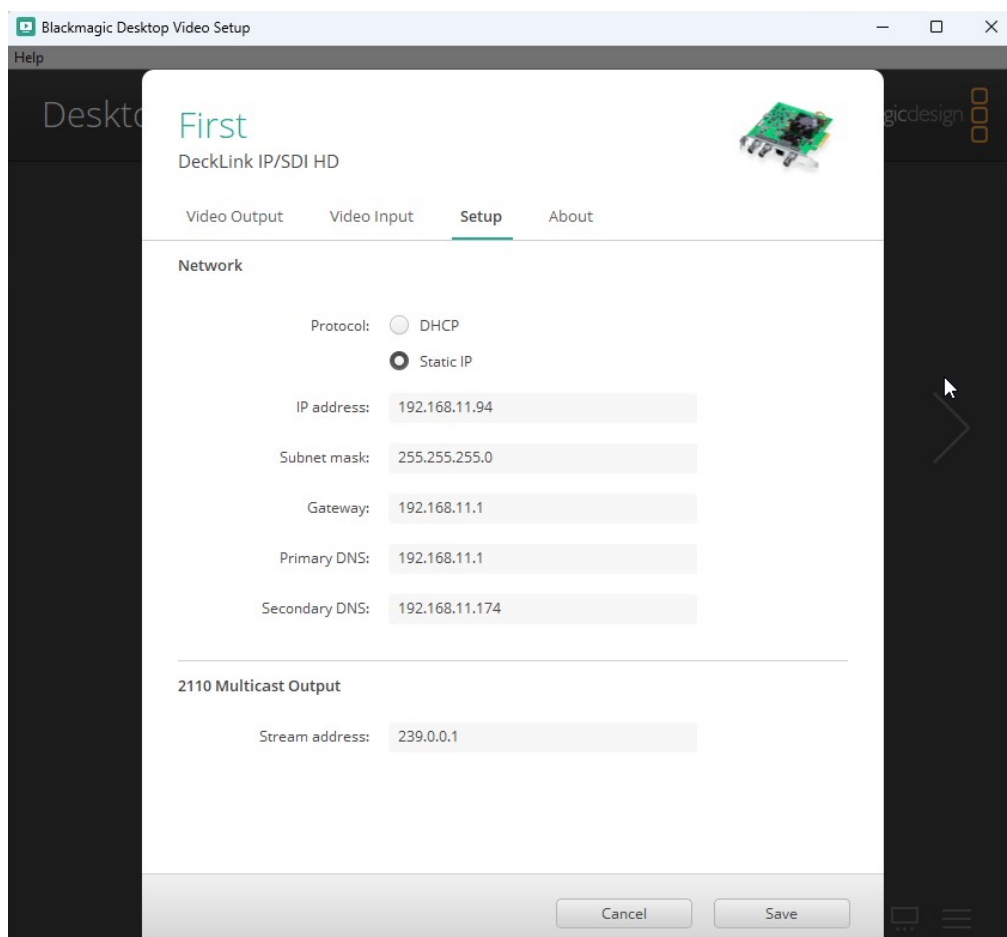 Blackmagic Desktop Video Setup
Help
Deskto
gicdesign
First
DeckLink IP/SDI HD
Video Output Video Input Setup About
Network
Protocol: DHCP
Static IP
IP address: 192.168.11.94
Subnet mask: 255.255.255.0
Gateway: 192.168.11.1
Primary DNS: 192.168.11.1
Secondary DNS: 192.168.11.174
2110 Multicast Output
Stream address: 239.0.0.1
Cancel Save